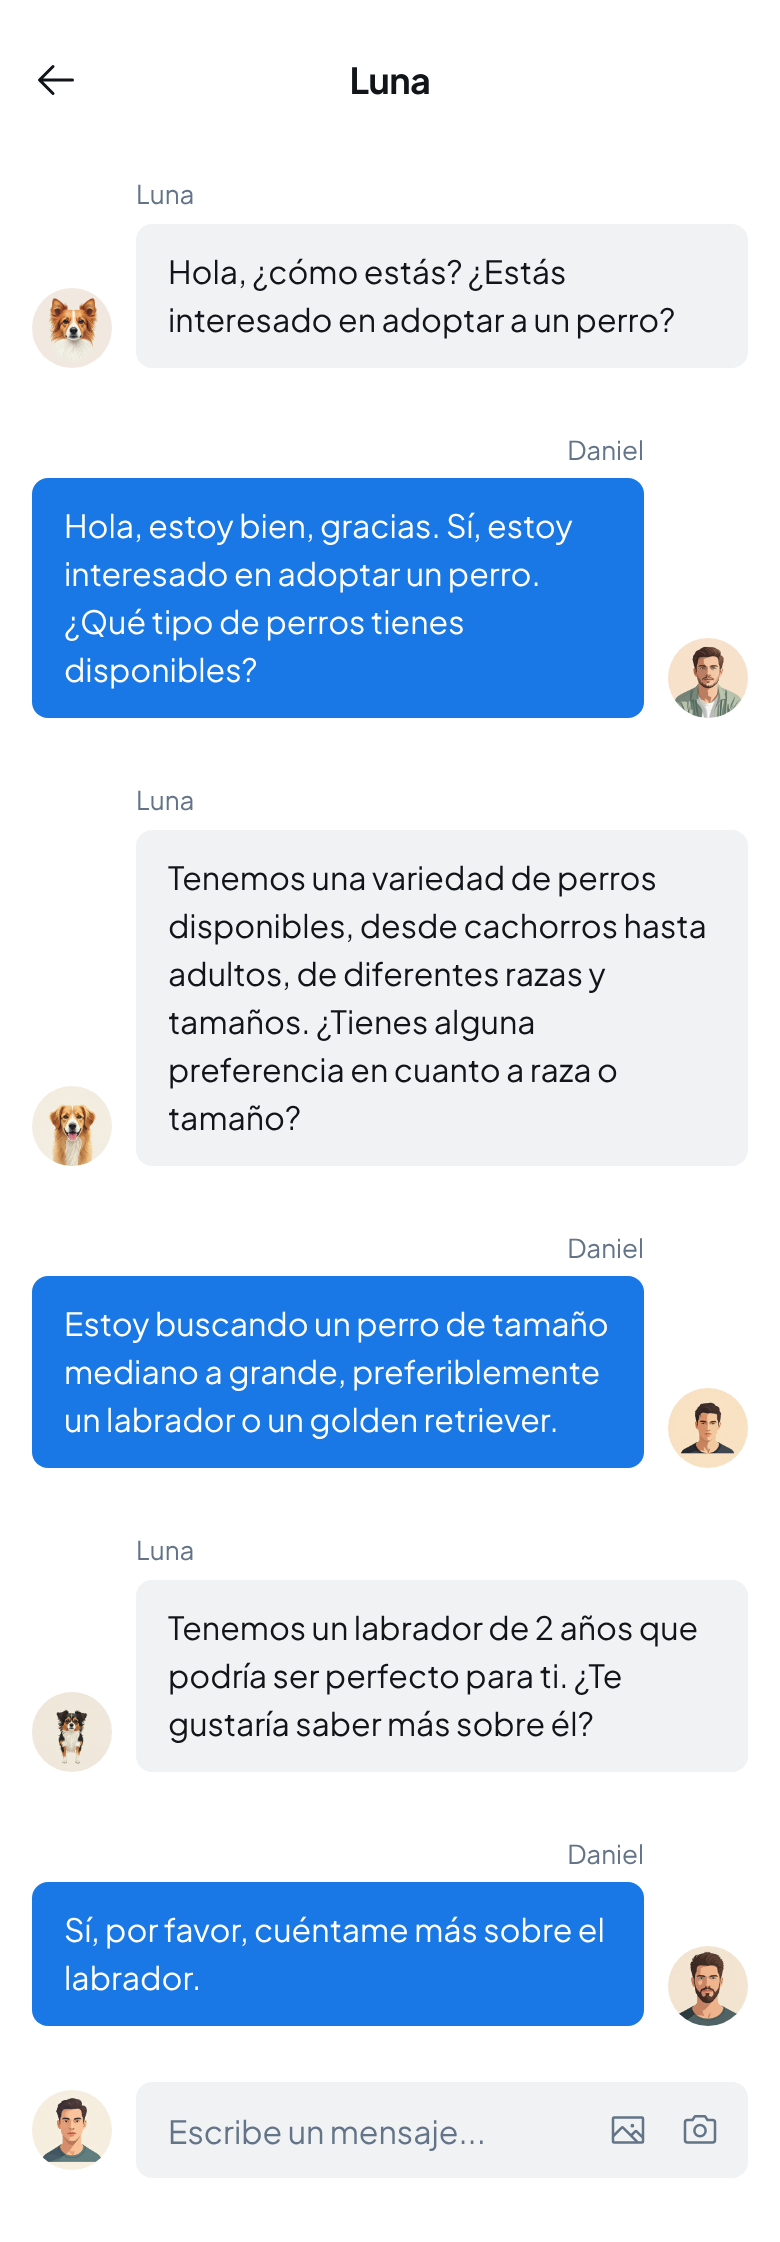 Luna
Luna
Hola, ¿cómo estás? ¿Estás
interesado en adoptar a un perro?
Daniel
Hola, estoy bien, gracias. Sí, estoy
interesado en adoptar un perro.
¿Qué tipo de perros tienes
disponibles?
Luna
Tenemos una variedad de perros
disponibles, desde cachorros hasta
adultos, de diferentes razas y
tamaños. ¿Tienes alguna
preferencia en cuanto a raza o
tamaño?
Daniel
Estoy buscando un perro de tamaño
mediano a grande, preferiblemente
un labrador o un golden retriever.
Luna
Tenemos un labrador de 2 años que
podría ser perfecto para ti. ¿Te
gustaría saber más sobre él?
Daniel
Sí, por favor, cuéntame más sobre el
labrador.
Escribe un mensaje...